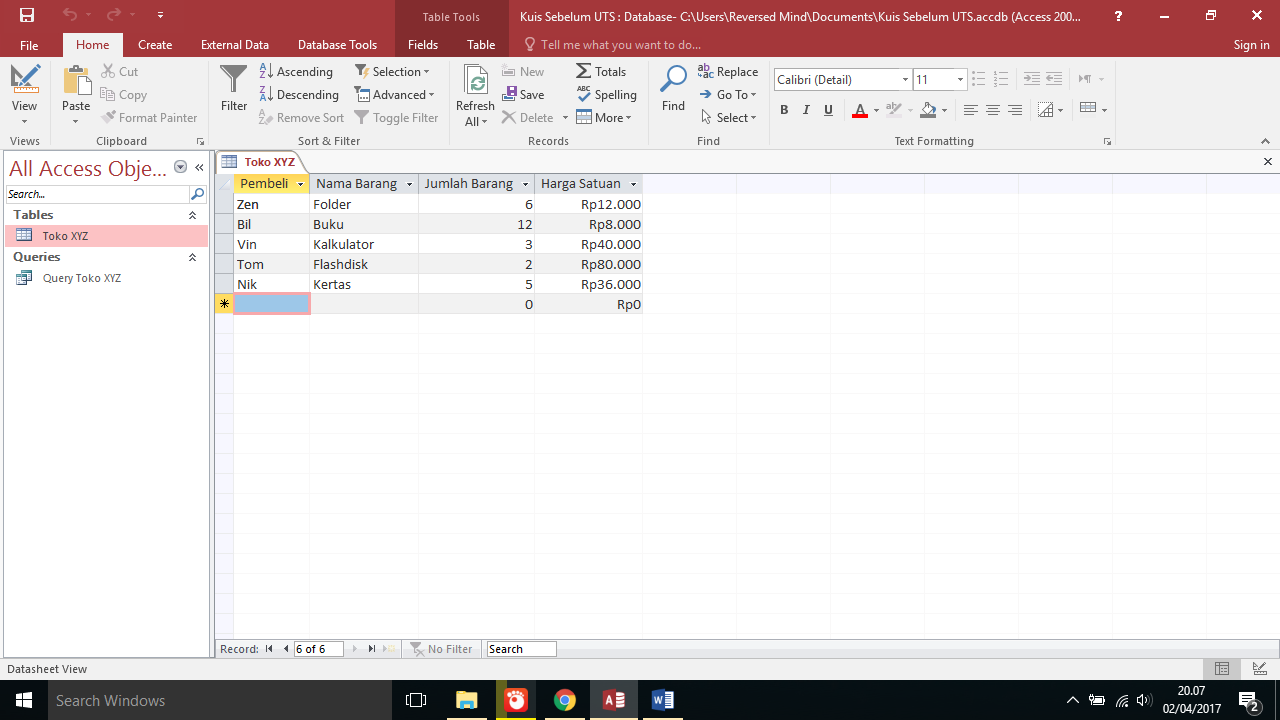 Table Tools
Kuis Sebelum UTS : Database- C:\Users\Reversed Mind\Documents\Kuis Sebelum UTS.accdb (Access 200...
?
File Home Create External Data Database Tools Fields Table Tell me what you want to do... Sign in
View
Views
Paste
Cut
Copy
Format Painter
Clipboard
Filter
Ascending
Descending
Remove Sort
Selection
Advanced
Toggle Filter
Sort & Filter
Refresh
All
New
Save
Delete
Totals
Spelling
More
Records
Find
Replace
Go To
Select
Find
Calibri (Detail) 11
B I U A
Text Formatting
All Access Obje...
Search...
Tables
Toko XYZ
Queries
Query Toko XYZ
Toko XYZ
Pembeli Nama Barang Jumlah Barang Harga Satuan
Zen Folder 6 Rp12.000
Bil Buku 12 Rp8.000
Vin Kalkulator 3 Rp40.000
Tom Flashdisk 2 Rp80.000
Nik Kertas 5 Rp36.000
* 0 Rp0
Record: 6 of 6 No Filter Search
Datasheet View
Search Windows
20.07
02/04/2017
2